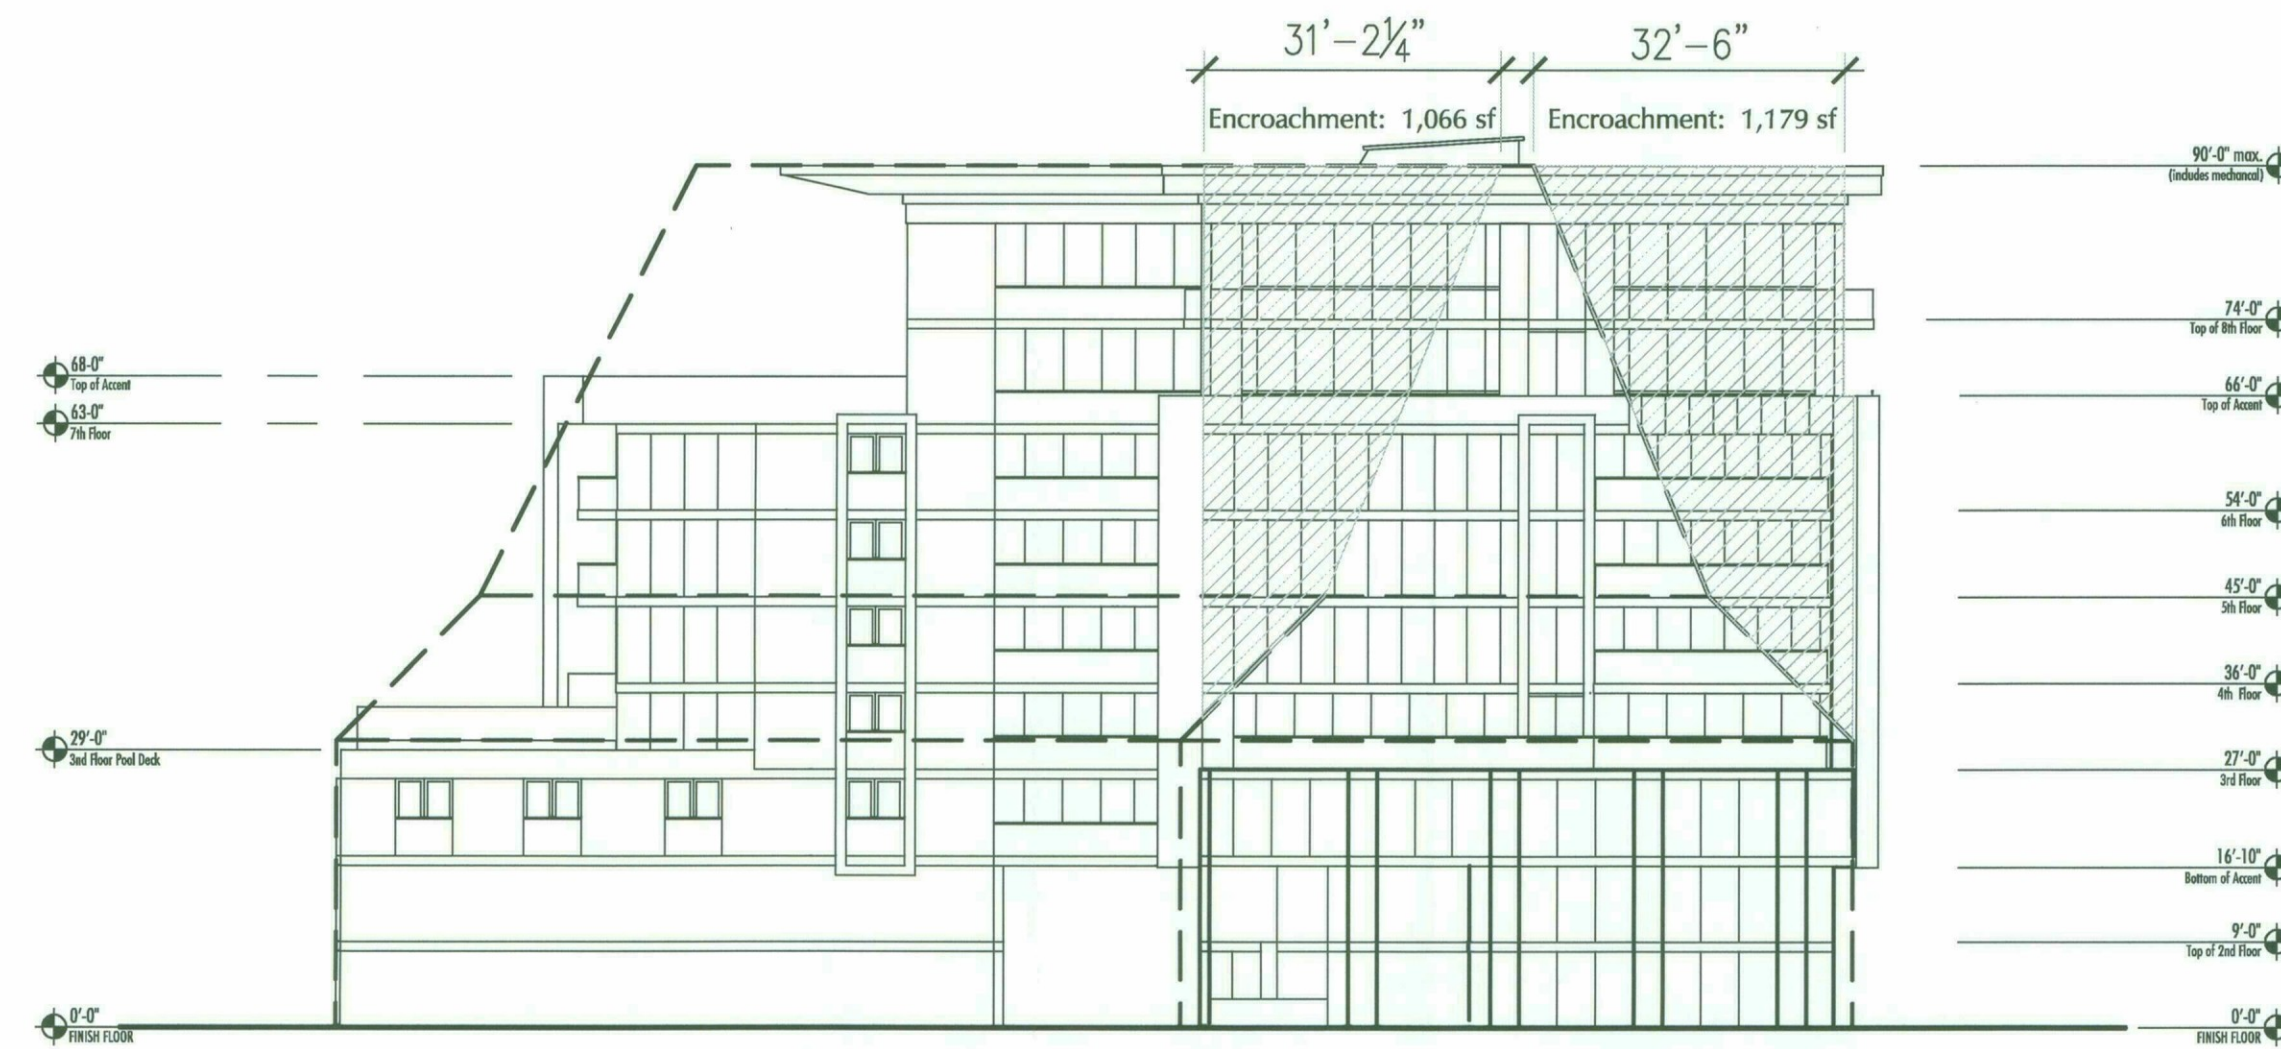 31'-2¼" 32'-6"
Encroachment: 1,066 sf Encroachment: 1,179 sf
90'-0" max.
(includes mechancal)
74'-0"
Top of 8th Floor
68-0"
Top of Accent
66'-0"
Top of Accent
63-0"
7th Floor
54'-0"
6th Floor
45'-0"
5th Floor
36'-0"
4th Floor
29'-0"
3nd Floor Pool Deck
27'-0"
3rd Floor
16'-10"
Bottom of Accent
9'-0"
Top of 2nd Floor
0'-0"
FINISH FLOOR
0'-0"
FINISH FLOOR